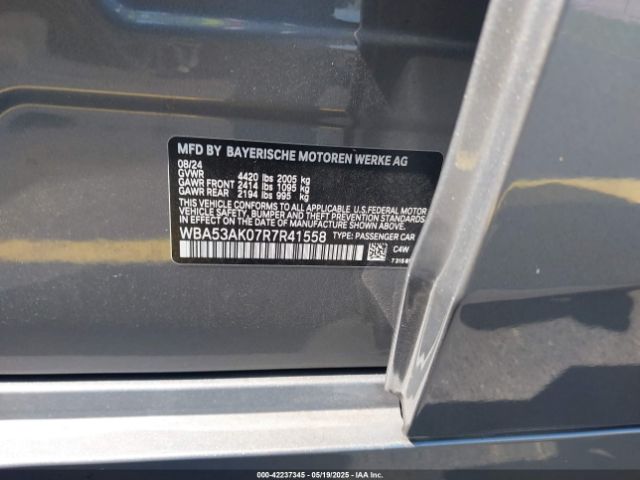 MFD BY BAYERISCHE MOTOREN WERKE AG
08/24
GVWR 4420 lbs 2005 kg
GAWR FRONT 2414 lbs 1095 kg
GAWR REAR 2194 lbs 995 kg
THIS VEHICLE CONFORMS TO ALL APPLICABLE U.S. FEDERAL MOTOR
VEHICLE SAFETY, BUMPER, AND THEFT PREVENTION STANDARDS
IN EFFECT ON THE DATE OF MANUFACTURE SHOWN ABOVE.
WBA53AK07R7R41558 TYPE: PASSENGER CAR
C4W
000-42237345 05/19/2025 IAA Inc.